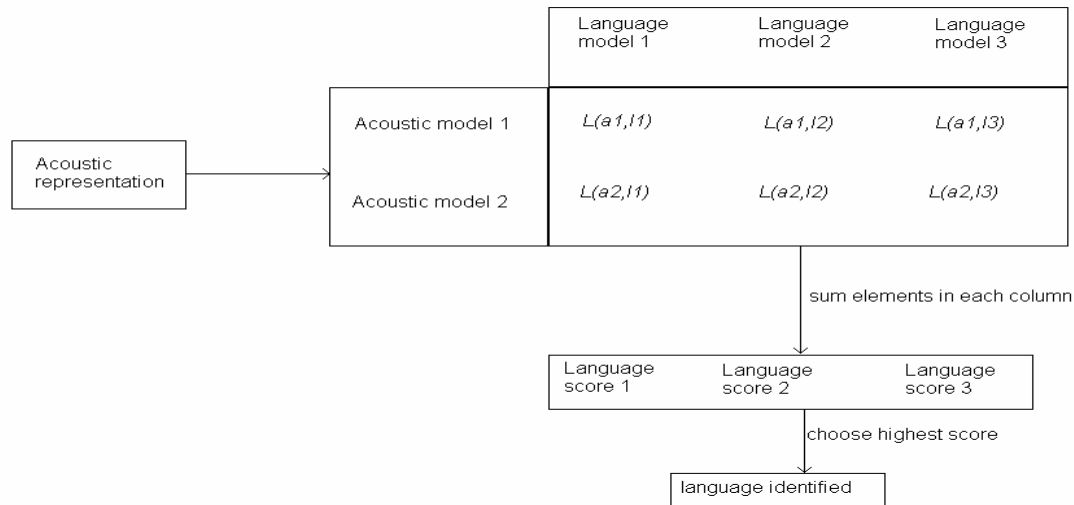 Language model 1
Language model 2
Language model 3
Acoustic model 1
L(a1,l1)
L(a1,l2)
L(a1,l3)
Acoustic representation
Acoustic model 2
L(a2,l1)
L(a2,l2)
L(a2,l3)
sum elements in each column
Language score 1
Language score 2
Language score 3
choose highest score
language identified